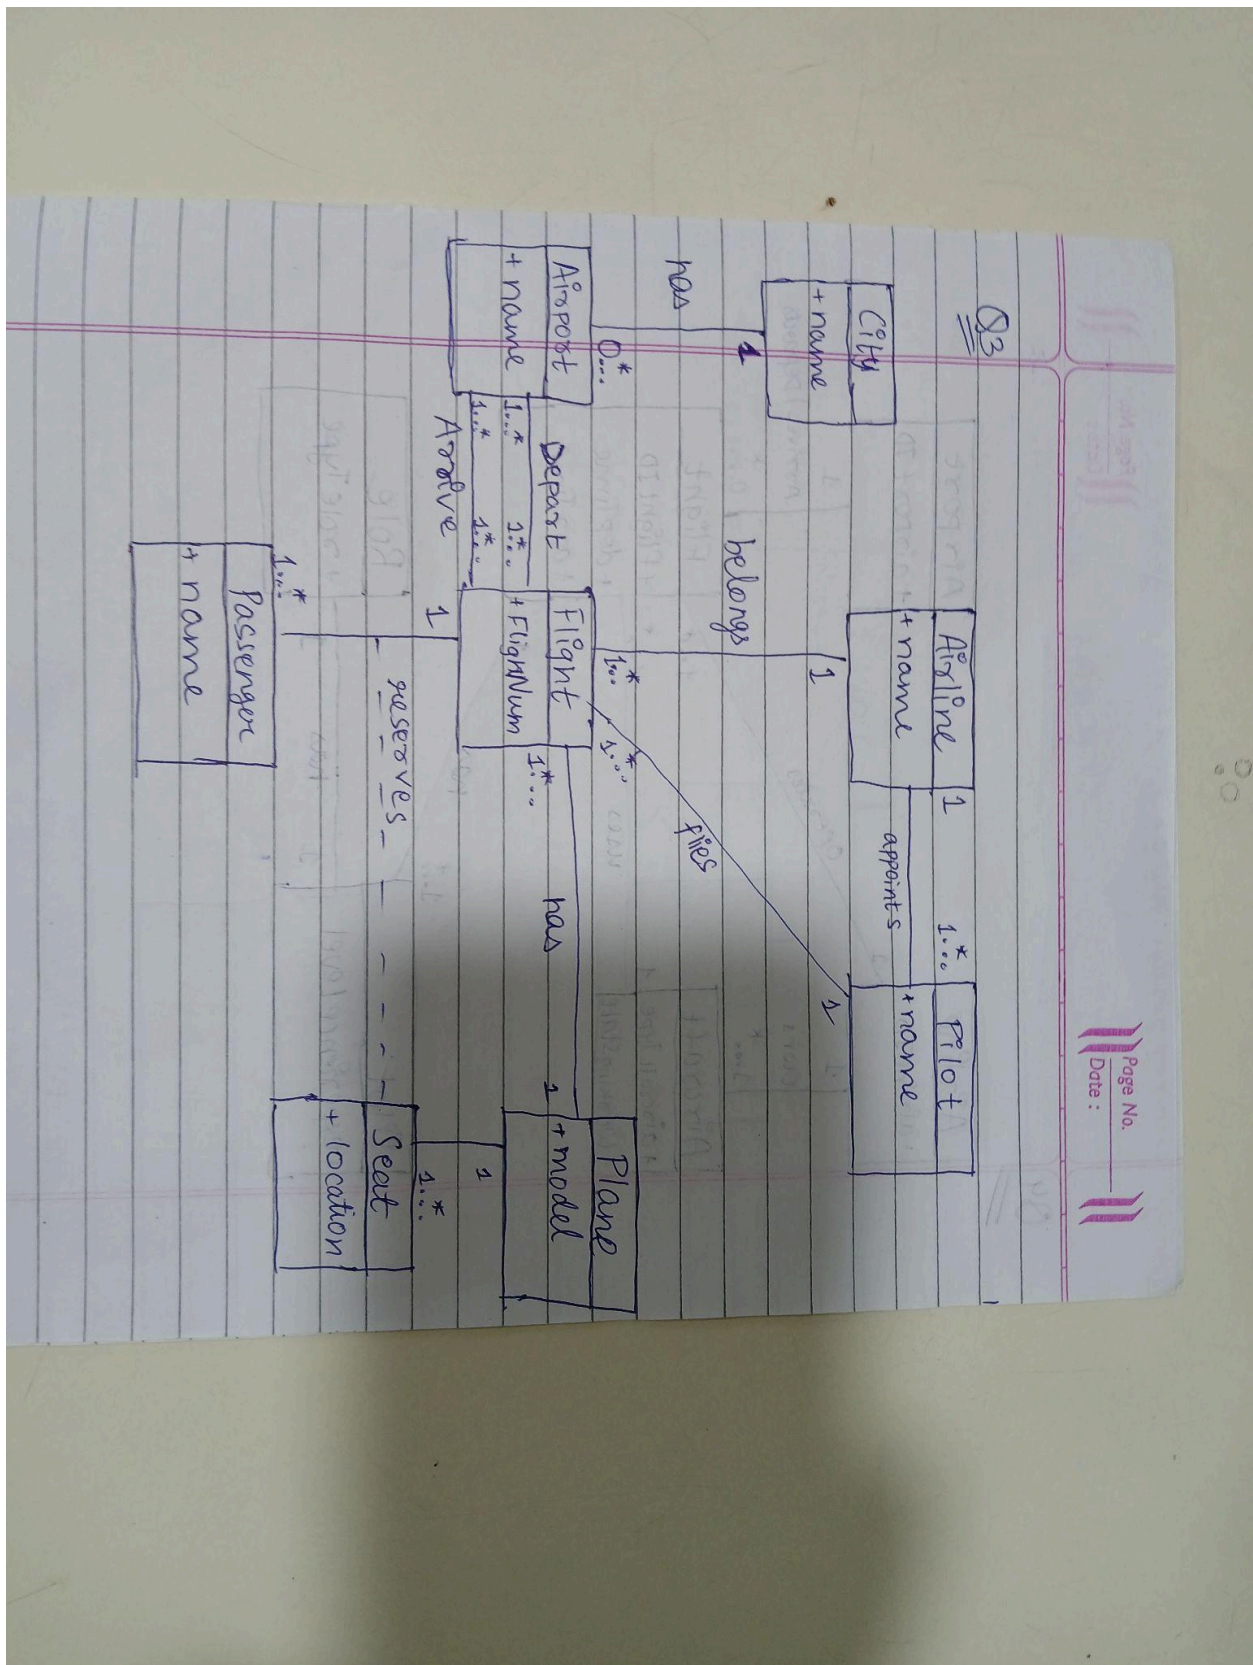 Page No.
Date :
Q3
City
+name
1
has
0...*
Airport
+ name
Airline
+ name
1
appoints
1...*
Pilot
+name
1
belongs
1
1...*
1...*
flies
Depart
1...*
1...*
1...*
1...*
Arrive
Flight
+FlighNum
1...*
has
1
Plane
+model
1
1...*
Seat
+ location
1
reserves
1...*
Passenger
+ name